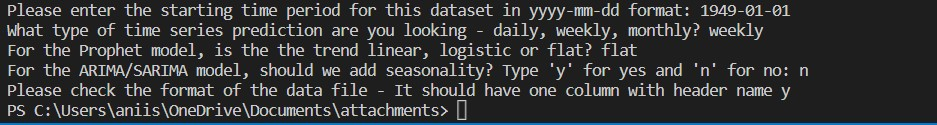 Please enter the starting time period for this dataset in yyyy-mm-dd format: 1949-01-01
What type of time series prediction are you looking - daily, weekly, monthly? weekly
For the Prophet model, is the the trend linear, logistic or flat? flat
For the ARIMA/SARIMA model, should we add seasonality? Type 'y' for yes and 'n' for no: n
Please check the format of the data file - It should have one column with header name y
PS C:\Users\aniis\OneDrive\Documents\attachments>